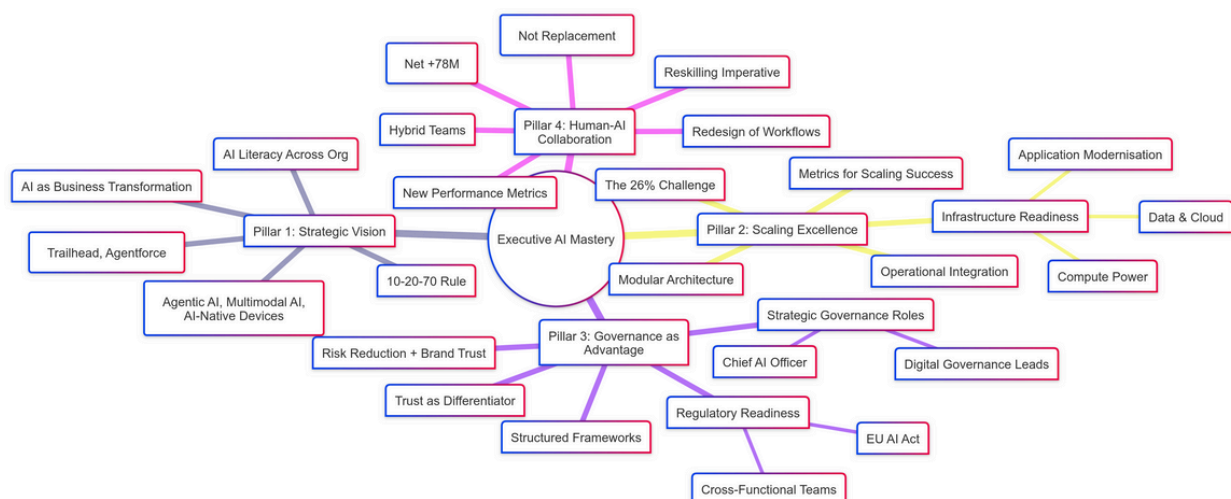 Not Replacement
Net +78M
Reskilling Imperative
Hybrid Teams
Pillar 4: Human-AI
Collaboration
Redesign of Workflows
New Performance Metrics
AI Literacy Across Org
AI as Business Transformation
Pillar 1: Strategic Vision
Trailhead, Agentforce
10-20-70 Rule
Agentic AI, Multimodal AI,
AI-Native Devices
Executive AI Mastery
The 26% Challenge
Metrics for Scaling Success
Application Modernisation
Pillar 2: Scaling Excellence
Infrastructure Readiness
Data & Cloud
Modular Architecture
Operational Integration
Compute Power
Pillar 3: Governance as
Advantage
Strategic Governance Roles
Risk Reduction + Brand Trust
Chief AI Officer
Digital Governance Leads
Trust as Differentiator
Regulatory Readiness
Structured Frameworks
EU AI Act
Cross-Functional Teams